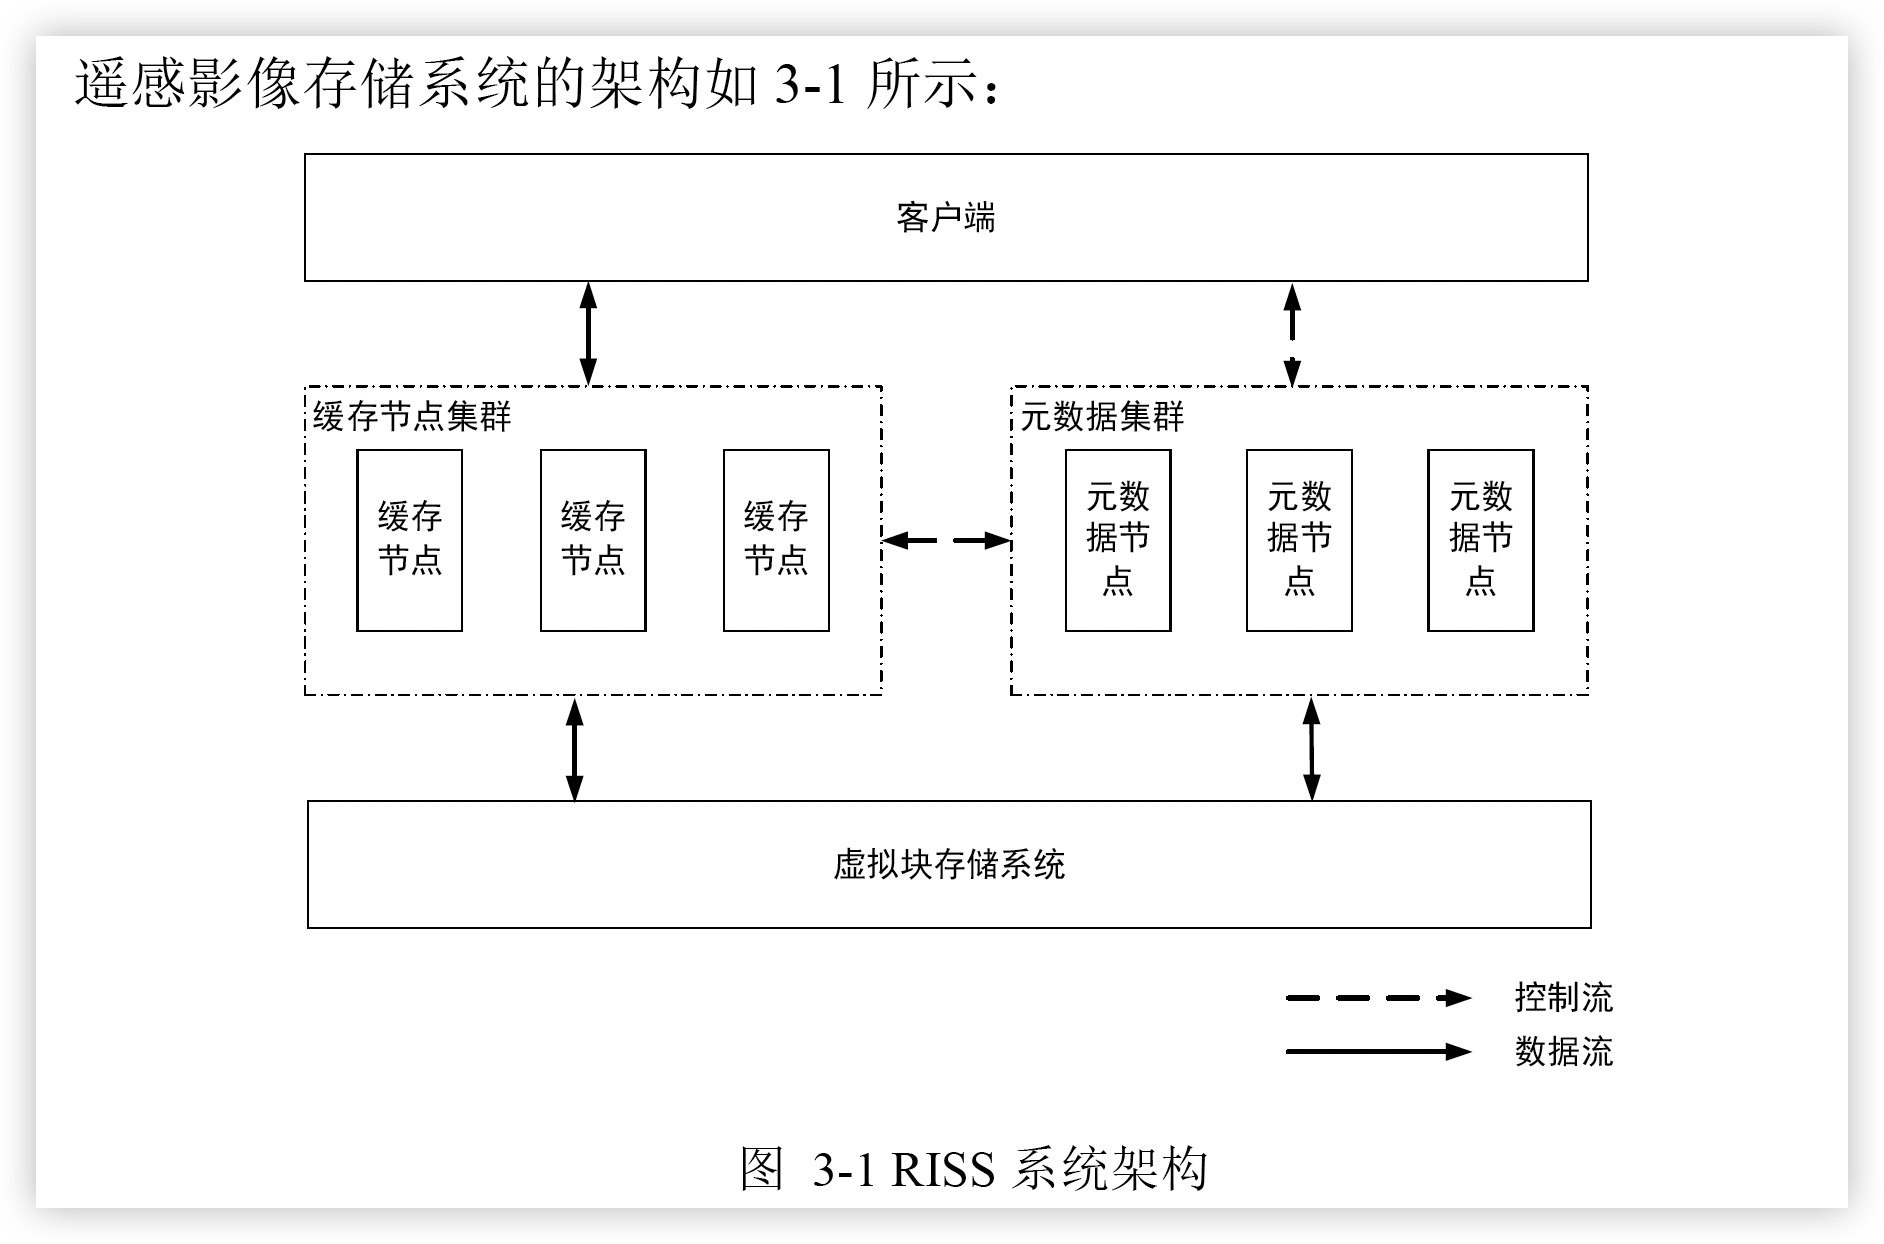 遥感影像存储系统的架构如 3-1 所示：
客户端
缓存节点集群
缓存
节点
缓存
节点
缓存
节点
元数据集群
元数
据节
点
元数
据节
点
元数
据节
点
虚拟块存储系统
控制流
数据流
图 3-1 RISS 系统架构